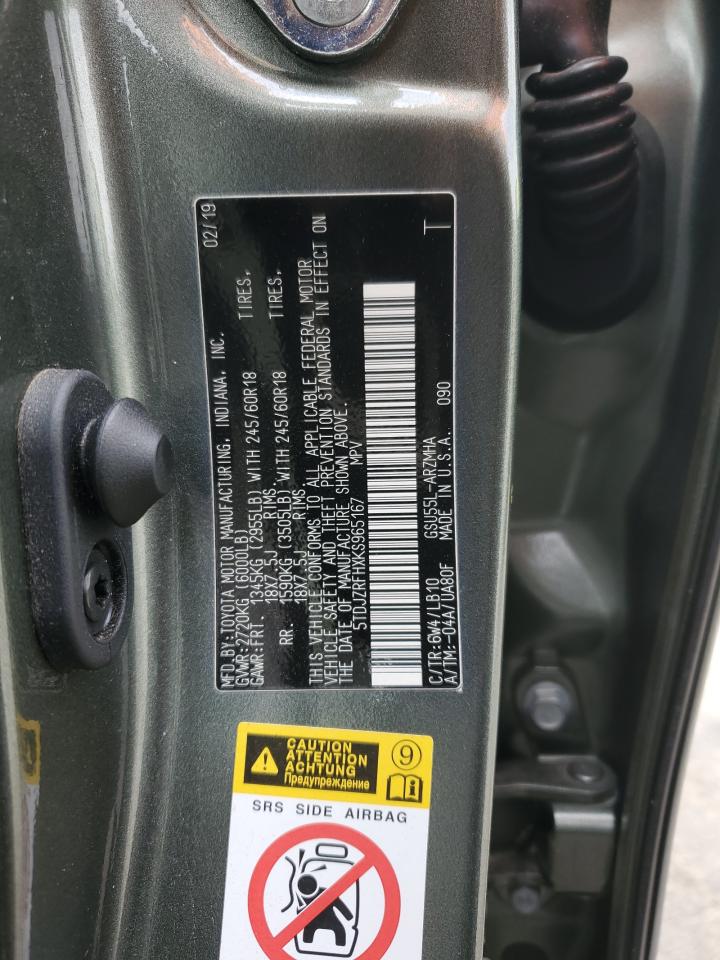 MFD.BY:TOYOTA MOTOR MANUFACTURING, INDIANA, INC. 02/19
GVWR:2720KG (6000LB)
GAWR:FRT. 1345KG (2955LB) WITH 245/60R18 TIRES,
18X7.5J RIMS
RR. 1590KG (3505LB) WITH 245/60R18 TIRES,
18X7.5J RIMS
THIS VEHICLE CONFORMS TO ALL APPLICABLE FEDERAL MOTOR
VEHICLE SAFETY AND THEFT PREVENTION STANDARDS IN EFFECT ON
THE DATE OF MANUFACTURE SHOWN ABOVE.
5TDJZRFHXKS965167 MPV
C/TR:6W4/LB10 GSU55L-ARZMHA T
A/TM:-04A/UA80F MADE IN U.S.A. 090
CAUTION
ATTENTION
ACHTUNG
Предупреждение
9
SRS SIDE AIRBAG